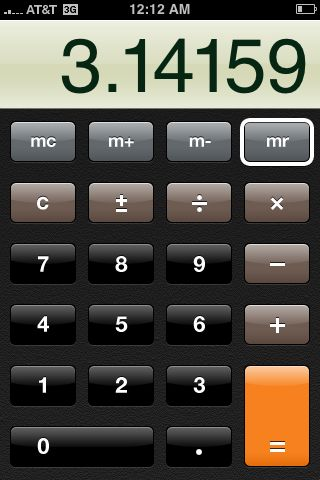 AT&T 3G 12:12 AM
3.14159
mc m+ m- mr
c ± ÷ ×
7 8 9 −
4 5 6 +
1 2 3
0 . =